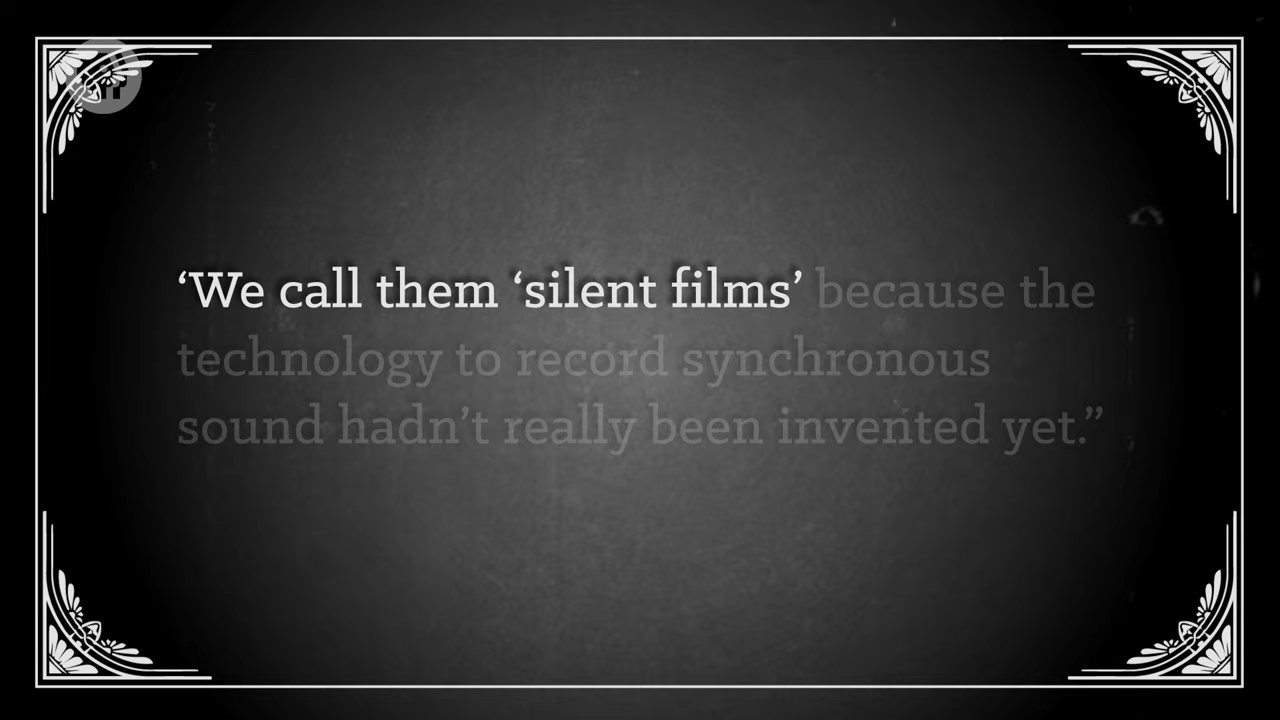 ‘We call them ‘silent films’ because the
technology to record synchronous
sound hadn’t really been invented yet.”